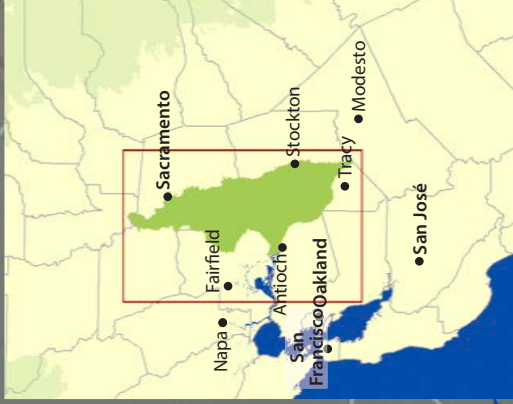 Sacramento
Stockton
Modesto
Tracy
Fairfield
Napa
Antioch
San
Francisco
Oakland
San José